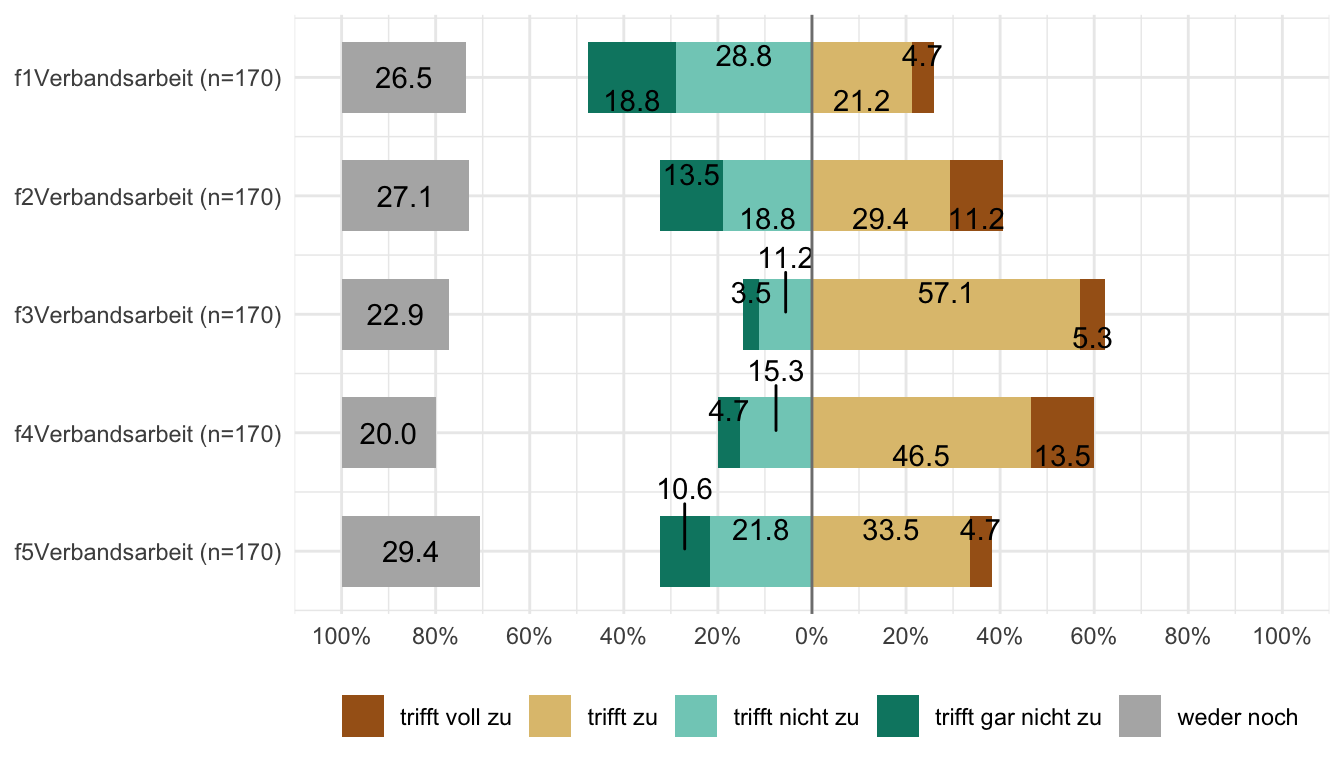 f1Verbandsarbeit (n=170) 26.5 18.8 28.8 21.2 4.7
f2Verbandsarbeit (n=170) 27.1 13.5 18.8 29.4 11.2
f3Verbandsarbeit (n=170) 22.9 3.5 11.2 57.1 5.3
f4Verbandsarbeit (n=170) 20.0 4.7 15.3 46.5 13.5
f5Verbandsarbeit (n=170) 29.4 10.6 21.8 33.5 4.7
100% 80% 60% 40% 20% 0% 20% 40% 60% 80% 100%
trifft voll zu trifft zu trifft nicht zu trifft gar nicht zu weder noch